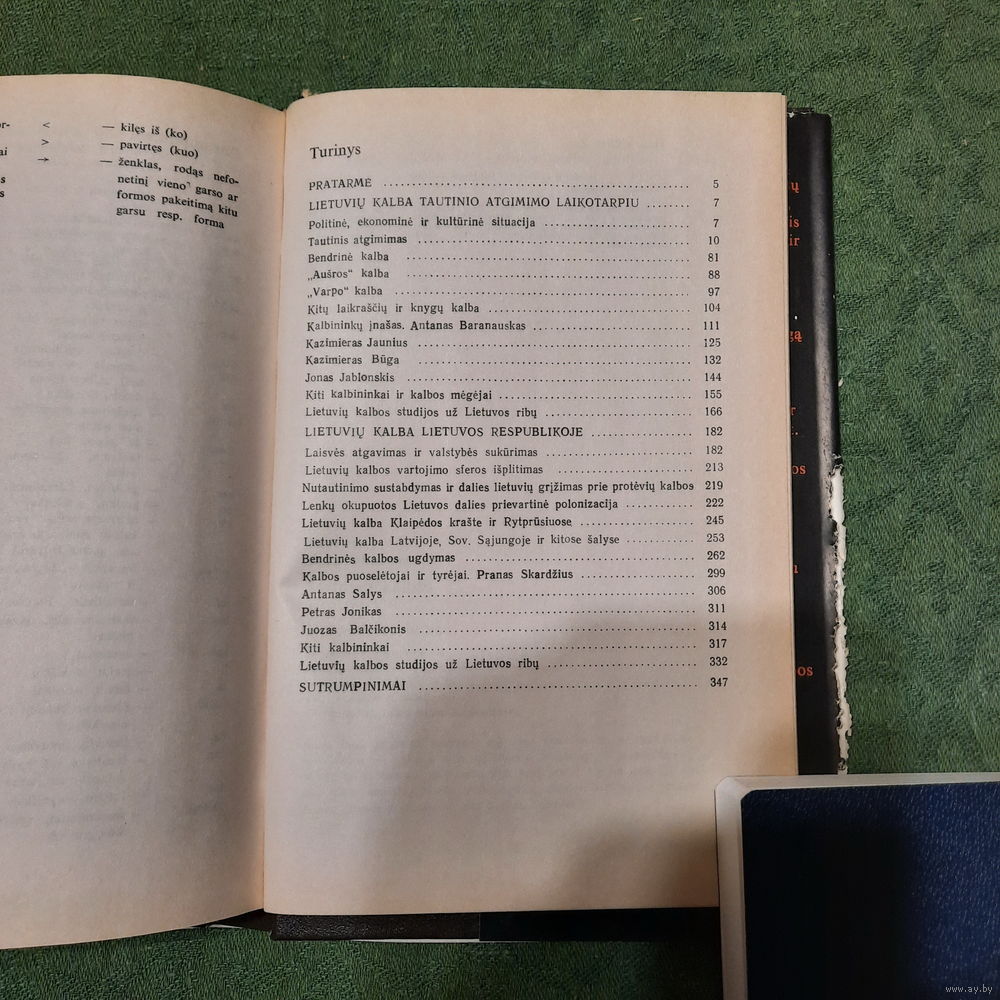 <
— kilęs iš (ko)
>
— pavirtęs (kuo)
→
— ženklas, rodąs nefo-
netinį vieno garso ar
formos pakeitimą kitu
garsu resp. forma
Turinys
PRATARMĖ .......... 5
LIETUVIŲ KALBA TAUTINIO ATGIMIMO LAIKOTARPIU .......... 7
Politinė, ekonominė ir kultūrinė situacija .......... 7
Tautinis atgimimas .......... 10
Bendrinė kalba .......... 81
„Aušros“ kalba .......... 88
„Varpo“ kalba .......... 97
Kitų laikraščių ir knygų kalba .......... 104
Kalbininkų įnašas. Antanas Baranauskas .......... 111
Kazimieras Jaunius .......... 125
Kazimieras Būga .......... 132
Jonas Jablonskis .......... 144
Kiti kalbininkai ir kalbos mėgėjai .......... 155
Lietuvių kalbos studijos už Lietuvos ribų .......... 166
LIETUVIŲ KALBA LIETUVOS RESPUBLIKOJE .......... 182
Laisvės atgavimas ir valstybės sukūrimas .......... 182
Lietuvių kalbos vartojimo sferos išplitimas .......... 213
Nutautinimo sustabdymas ir dalies lietuvių grįžimas prie protėvių kalbos 219
Lenkų okupuotos Lietuvos dalies prievartinė polonizacija .......... 222
Lietuvių kalba Klaipėdos krašte ir Rytprūsiuose .......... 245
Lietuvių kalba Latvijoje, Sov. Sąjungoje ir kitose šalyse .......... 253
Bendrinės kalbos ugdymas .......... 262
Kalbos puoselėtojai ir tyrėjai. Pranas Skardžius .......... 299
Antanas Salys .......... 306
Petras Jonikas .......... 311
Juozas Balčikonis .......... 314
Kiti kalbininkai .......... 317
Lietuvių kalbos studijos už Lietuvos ribų .......... 332
SUTRUMPINIMAI .......... 347
www.ay.by